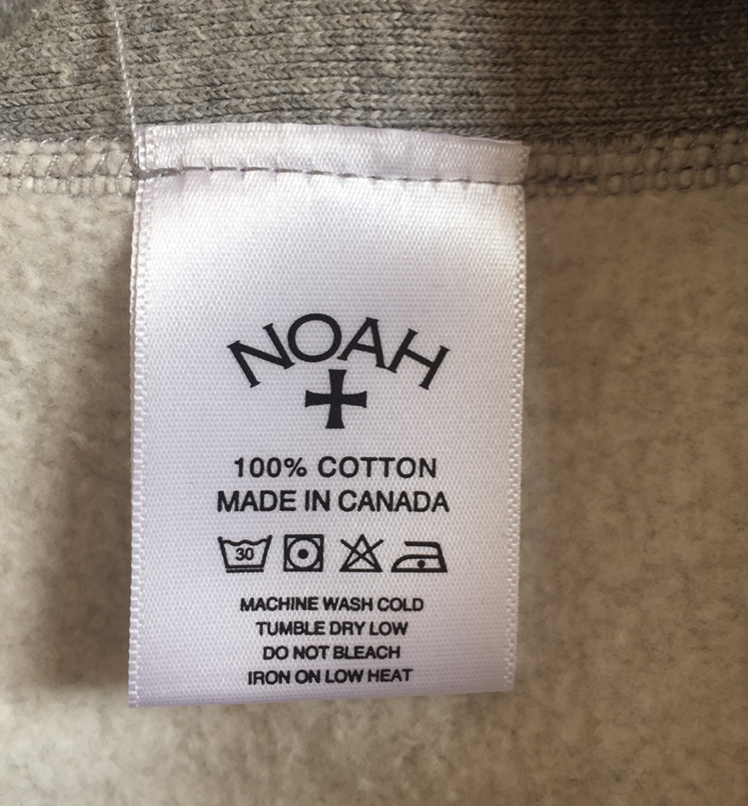 NOAH
100% COTTON
MADE IN CANADA
30
MACHINE WASH COLD
TUMBLE DRY LOW
DO NOT BLEACH
IRON ON LOW HEAT